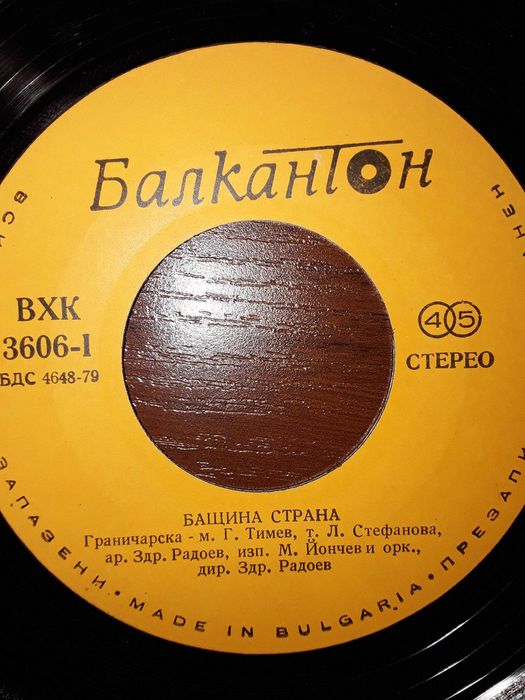 Балкантон
ВХК
3606-I
БДС 4648-79
45
СТЕРЕО
БАЩИНА СТРАНА
Граничарска - м. Г. Тимев, т. Л. Стефанова,
ар. Здр. Радоев, изп. М. Йончев и орк.,
дир. Здр. Радоев
ЗАПАЗЕНИ • MADE IN BULGARIA •